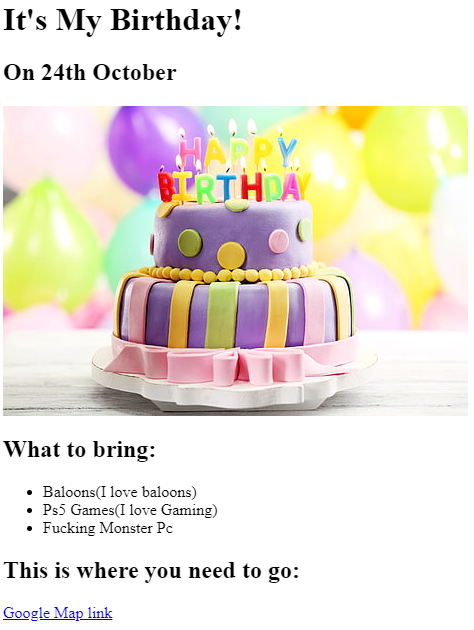 It's My Birthday!
On 24th October
HAPPY
BIRTHDAY
What to bring:
Baloons(I love baloons)
Ps5 Games(I love Gaming)
Fucking Monster Pc
This is where you need to go:
Google Map link